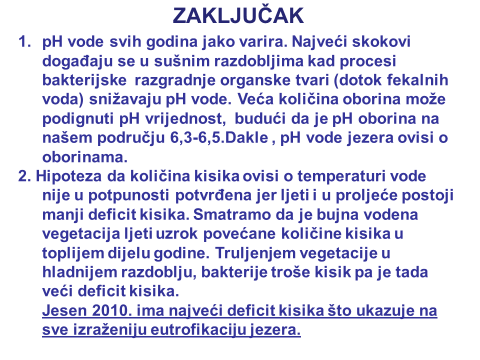 ZAKLJUČAK
1. pH vode svih godina jako varira. Najveći skokovi
događaju se u sušnim razdobljima kad procesi
bakterijske razgradnje organske tvari (dotok fekalnih
voda) snižavaju pH vode. Veća količina oborina može
podignuti pH vrijednost, budući da je pH oborina na
našem području 6,3-6,5.Dakle , pH vode jezera ovisi o
oborinama.
2. Hipoteza da količina kisika ovisi o temperaturi vode
nije u potpunosti potvrđena jer ljeti i u proljeće postoji
manji deficit kisika. Smatramo da je bujna vodena
vegetacija ljeti uzrok povećane količine kisika u
toplijem dijelu godine. Truljenjem vegetacije u
hladnijem razdoblju, bakterije troše kisik pa je tada
veći deficit kisika.
Jesen 2010. ima najveći deficit kisika što ukazuje na
sve izraženiju eutrofikaciju jezera.